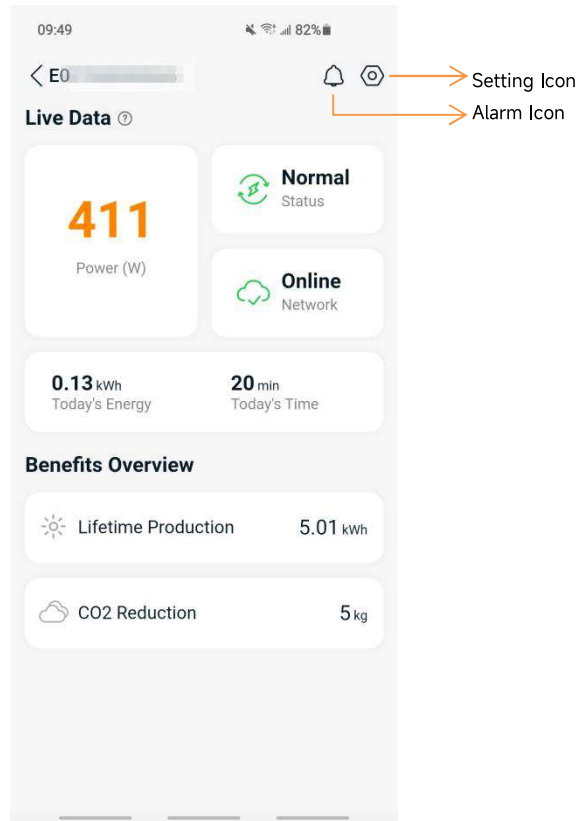 09:49 82%
E0
Setting Icon
Alarm Icon
Live Data ?
411
Power (W)
Normal
Status
Online
Network
0.13 kWh
Today's Energy
20 min
Today's Time
Benefits Overview
Lifetime Production 5.01 kWh
CO2 Reduction 5 kg